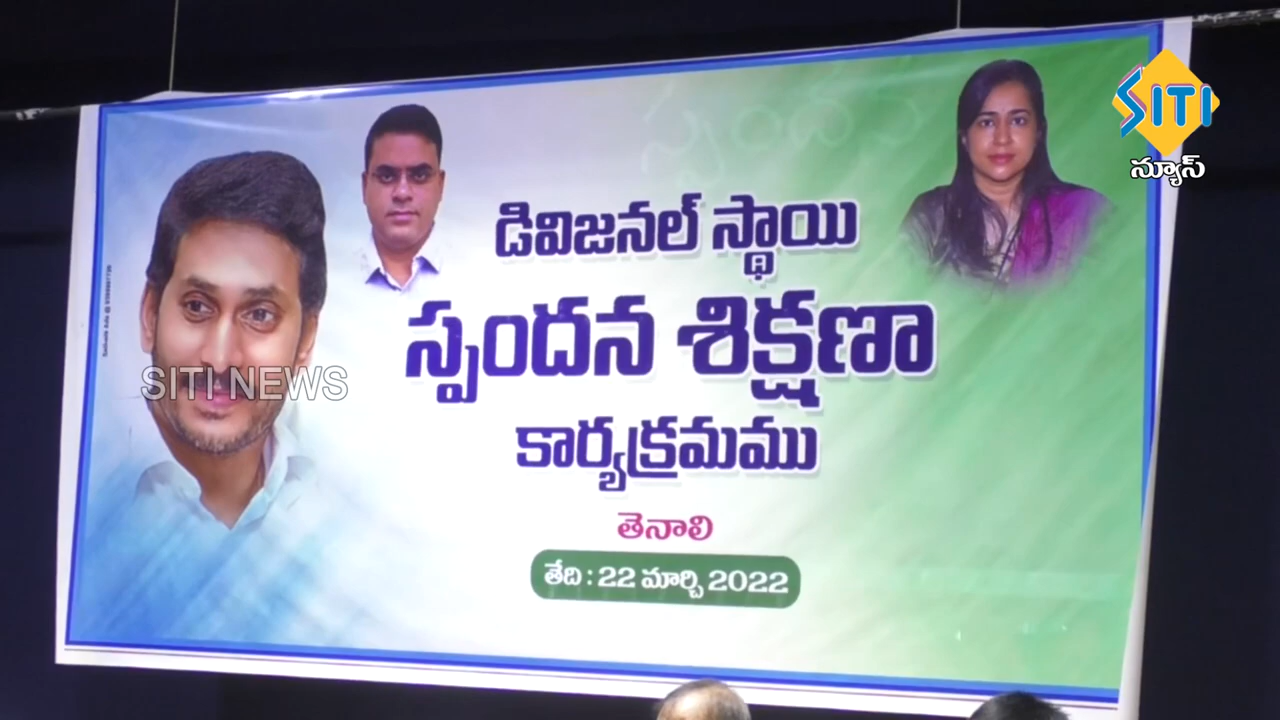 SITI
న్యూస్
డివిజనల్ స్థాయి
స్పందన శిక్షణా
SITI NEWS
కార్యక్రమము
తెనాలి
తేది : 22 మార్చి 2022